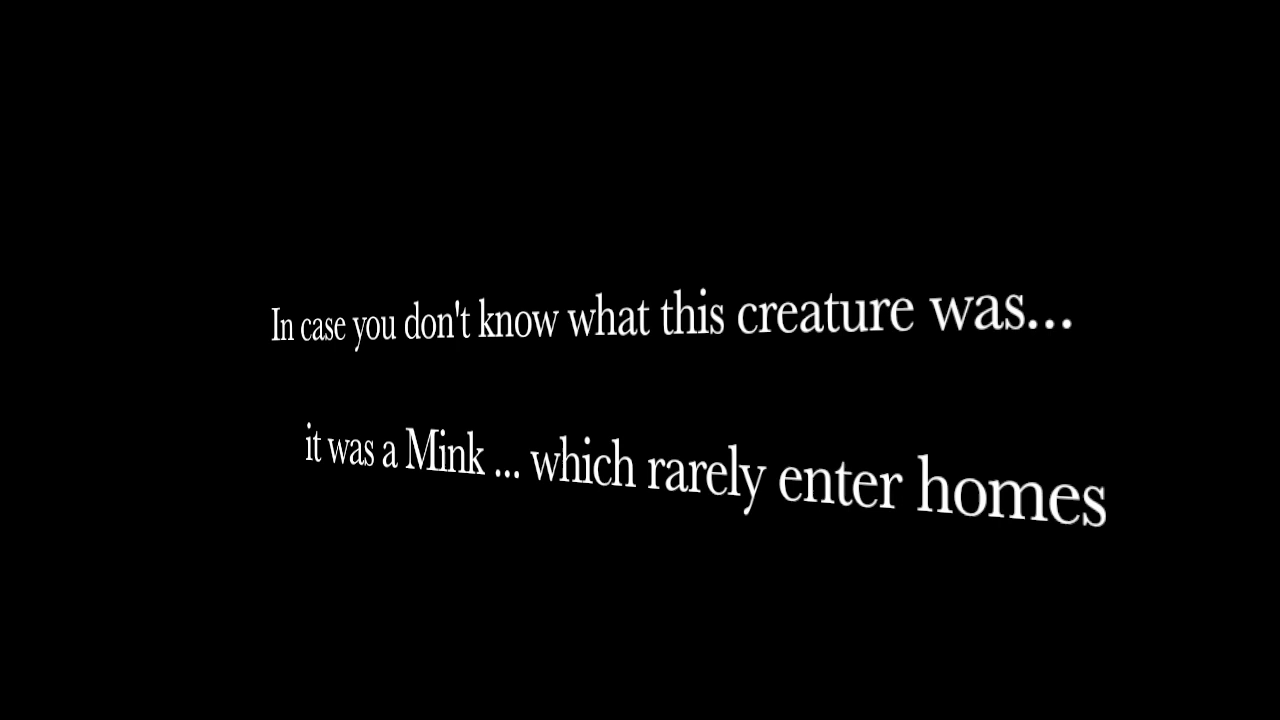 In case you don't know what this creature was...
it was a Mink ... which rarely enter homes